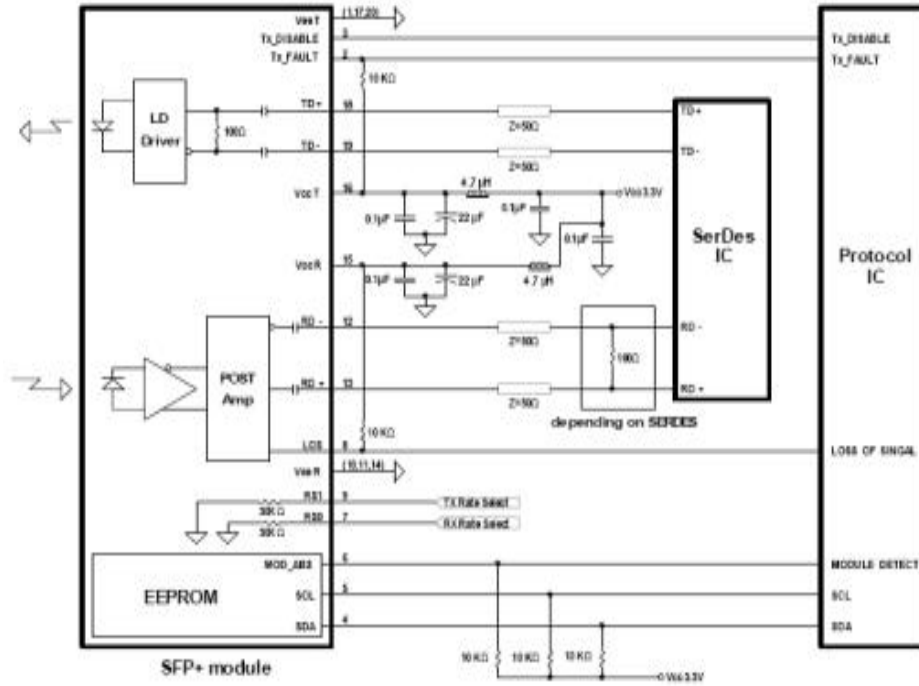 VeeT
(1,17,20)
Tx_DISABLE
3
Tx_DISABLE
Tx_FAULT
2
Tx_FAULT
10 KΩ
LD
Driver
100Ω
TD+
18
Z=50Ω
TD+
TD-
19
Z=50Ω
TD -
VccT
16
4.7 µH
Vcc 3.3V
0.1µF
22 µF
0.1µF
0.1µF
SerDes
IC
Protocol
IC
VccR
15
0.1µF
22 µF
4.7 µH
RD -
12
Z=50Ω
RD -
POST
Amp
100Ω
RD +
13
Z=50Ω
RD +
depending on SERDES
10 KΩ
LOS
8
LOSS OF SINGAL
VeeR
(10,11,14)
RS1
9
TX Rate Select
30KΩ
RS0
7
RX Rate Select
30KΩ
MOD_ABS
6
MODULE DETECT
EEPROM
SCL
5
SCL
SDA
4
SDA
10 KΩ
10 KΩ
10 KΩ
Vcc 3.3V
SFP+ module